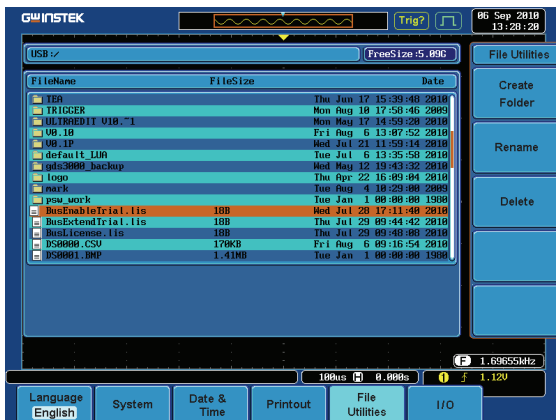 GWINSTEK
Trig?
06 Sep 2010
13:28:20
USB:/
FreeSize:5.09G
File Utilities
FileName FileSize Date
TEA Thu Jun 17 15:39:48 2010
TRIGGER Mon Aug 10 17:58:46 2009
ULTRAEDIT V10.~1 Mon May 17 14:59:20 2010
V0.10 Fri Aug 6 13:07:52 2010
V0.1P Wed Jul 21 11:59:14 2010
default_LUA Tue Jul 6 13:35:58 2010
gds3000_backup Wed May 12 19:43:32 2010
logo Thu Apr 22 16:09:04 2010
mark Tue Aug 4 10:29:08 2009
psw_work Tue Jan 1 00:00:00 1980
BusEnableTrial.lis 18B Wed Jul 28 17:11:40 2010
BusExtendTrial.lis 18B Thu Jul 29 09:44:42 2010
BusLicense.lis 18B Thu Jul 29 09:48:08 2010
DS0000.CSV 170KB Fri Aug 6 09:16:54 2010
DS0001.BMP 1.41MB Tue Jan 1 00:00:00 1980
Create
Folder
Rename
Delete
F 1.69655kHz
100us H 0.000s
1 1.12V
Language
English
System
Date &
Time
Printout
File
Utilities
I/O